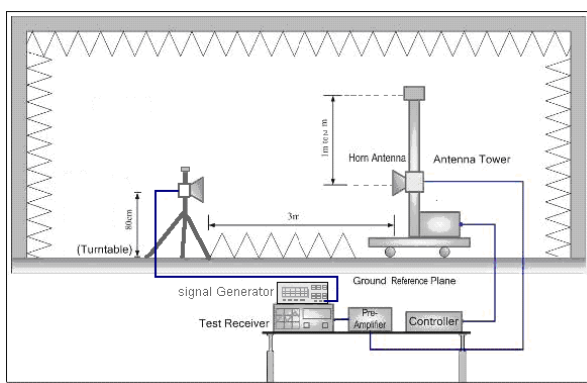 1m to 4 m
Horn Antenna
Antenna Tower
80cm
3m
(Turntable)
Ground Reference Plane
signal Generator
Test Receiver
Pre-
Amplifier
Controller